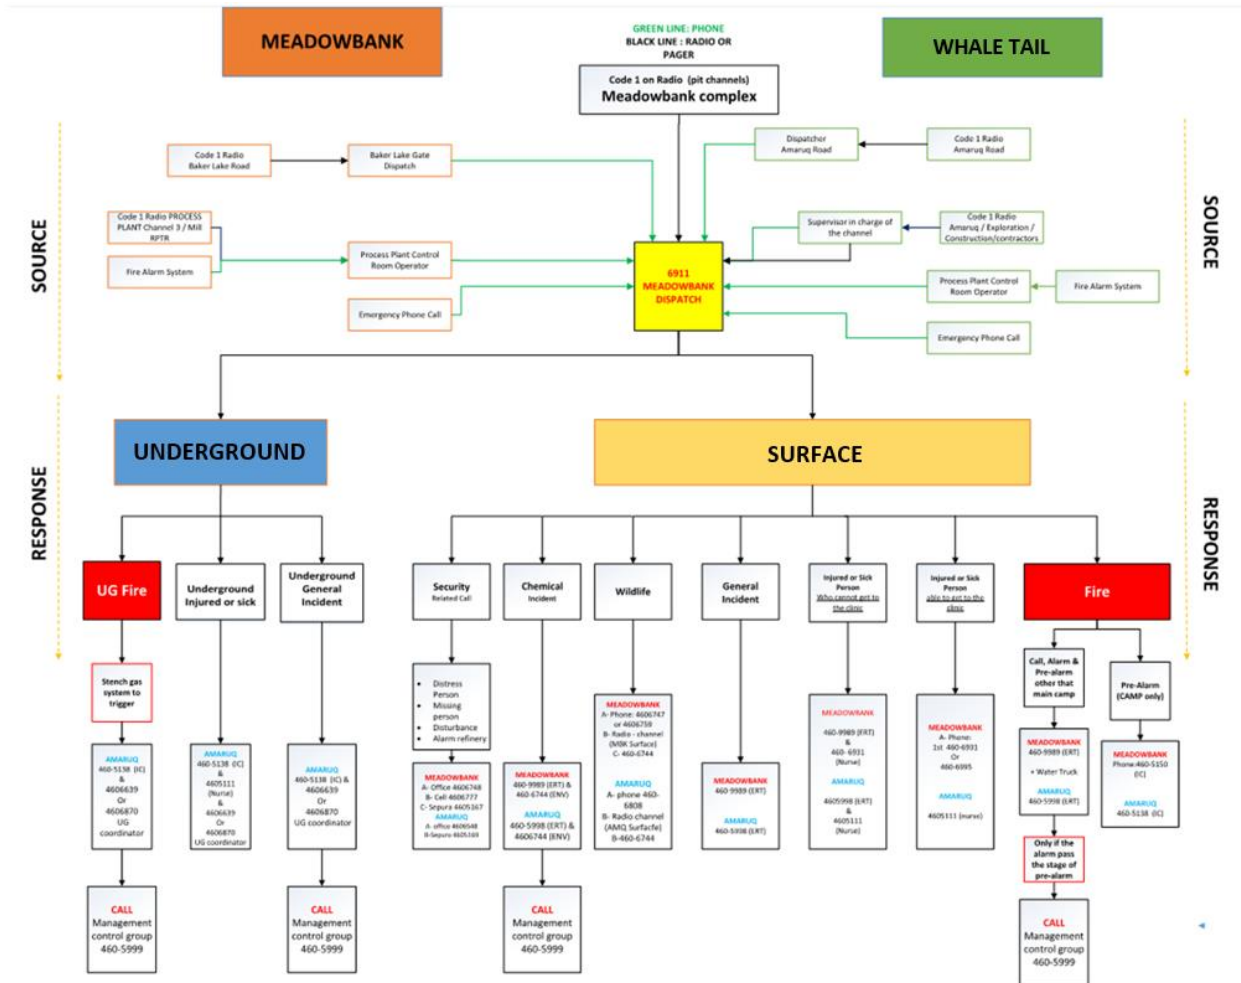 MEADOWBANK
GREEN LINE: PHONE
BLACK LINE : RADIO OR
PAGER
WHALE TAIL
Code 1 on Radio (pit channels)
Meadowbank complex
SOURCE
Code 1 Radio
Baker Lake Road
Baker Lake Gate
Dispatch
Dispatcher
Amaruq Road
Code 1 Radio
Amaruq Road
SOURCE
Code 1 Radio PROCESS
PLANT Channel 3 / Mill
RPTR
Fire Alarm System
Process Plant Control
Room Operator
Emergency Phone Call
6911
MEADOWBANK
DISPATCH
Supervisor in charge of
the channel
Code 1 Radio
Amaruq / Exploration /
Construction/contractors
Process Plant Control
Room Operator
Fire Alarm System
Emergency Phone Call
RESPONSE
UNDERGROUND
SURFACE
RESPONSE
UG Fire
Underground
Injured or sick
Underground
General
Incident
Security
Related Call
Chemical
Incident
Wildlife
General
Incident
Injured or Sick
Person
Who cannot get to
the clinic
Injured or Sick
Person
able to get to the
clinic
Fire
Stench gas
system to
trigger
AMARUQ
460-5138 (IC)
&
4606639
Or
4606870
UG
coordinator
CALL
Management
control group
460-5999
AMARUQ
460-5138 (IC)
&
4605111
(Nurse)
&
4606639
Or
4606870
UG coordinator
AMARUQ
460-5138 (IC) &
4606639
Or
4606870
UG coordinator
CALL
Management
control group
460-5999
• Distress
Person
• Missing
person
• Disturbance
• Alarm refinery
MEADOWBANK
A- Office 4606748
B- Cell 4606777
C- Sepura 4605167
AMARUQ
A- office 4606548
B-Sepura 4605169
MEADOWBANK
460-9989 (ERT) &
460-6744 (ENV)
AMARUQ
460-5998 (ERT) &
4606744 (ENV)
CALL
Management
control group
460-5999
MEADOWBANK
A- Phone: 4606747
or 4606759
B- Radio - channel
(MBK Surface)
C- 460-6744
AMARUQ
A- phone 460-
6808
B- Radio channel
(AMQ Surfacfe)
B-460-6744
MEADOWBANK
460-9989 (ERT)
AMARUQ
460-5998 (ERT)
MEADOWBANK
460-9989 (ERT)
&
460- 6931
(Nurse)
AMARUQ
4605998 (ERT)
&
4605111
(Nurse)
MEADOWBANK
A- Phone:
1st 460-6931
Or
460-6995
AMARUQ
4605111 (nurse)
Call, Alarm &
Pre-alarm
other that
main camp
MEADOWBANK
460-9989 (ERT)
+ Water Truck
AMARUQ
460-5998 (ERT)
Only if the
alarm pass
the stage of
pre-alarm
CALL
Management
control group
460-5999
Pre-Alarm
(CAMP only)
MEADOWBANK
Phone:460-5150
(IC)
AMARUQ
460-5138 (IC)